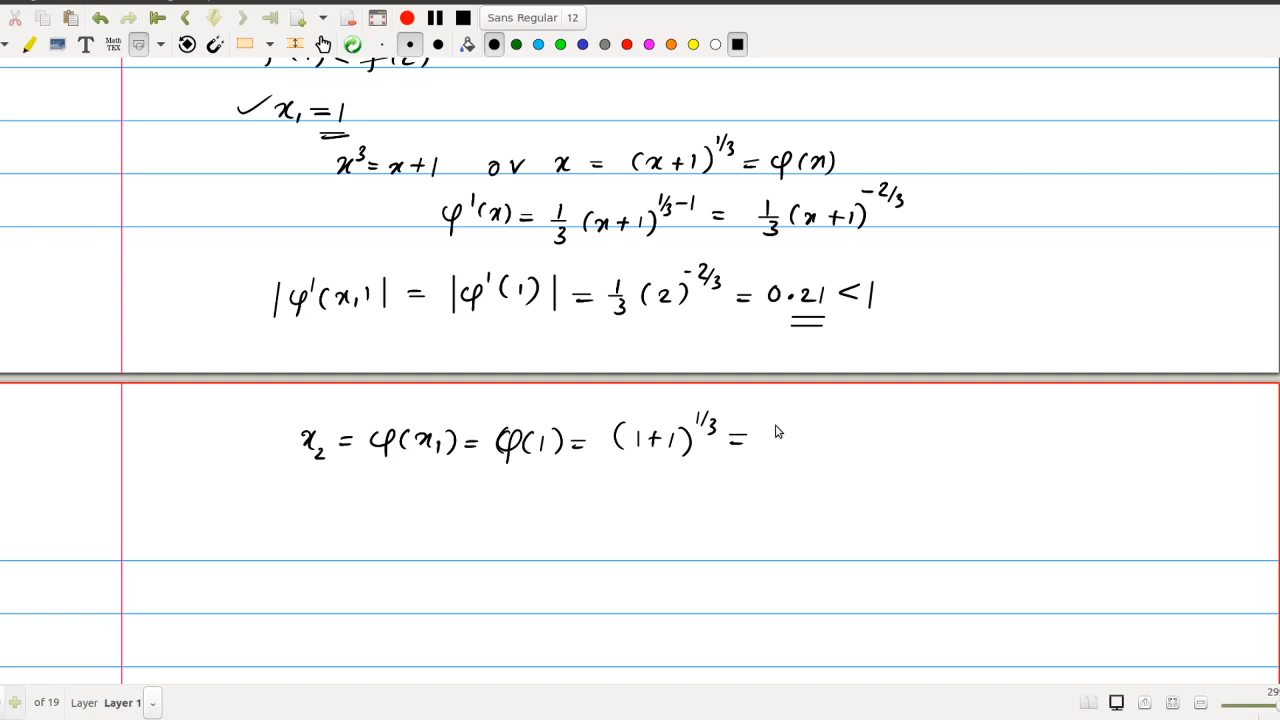 Sans Regular 12
Math TEX
✓ x₁ = 1
x³ = x + 1 or x = (x+1)^1/3 = φ(x)
φ'(x) = 1/3 (x+1)^1/3-1 = 1/3 (x+1)^-2/3
|φ'(x₁)| = |φ'(1)| = 1/3 (2)^-2/3 = 0.21 < 1
x₂ = φ(x₁) = φ(1) = (1+1)^1/3 =
of 19 Layer Layer 1